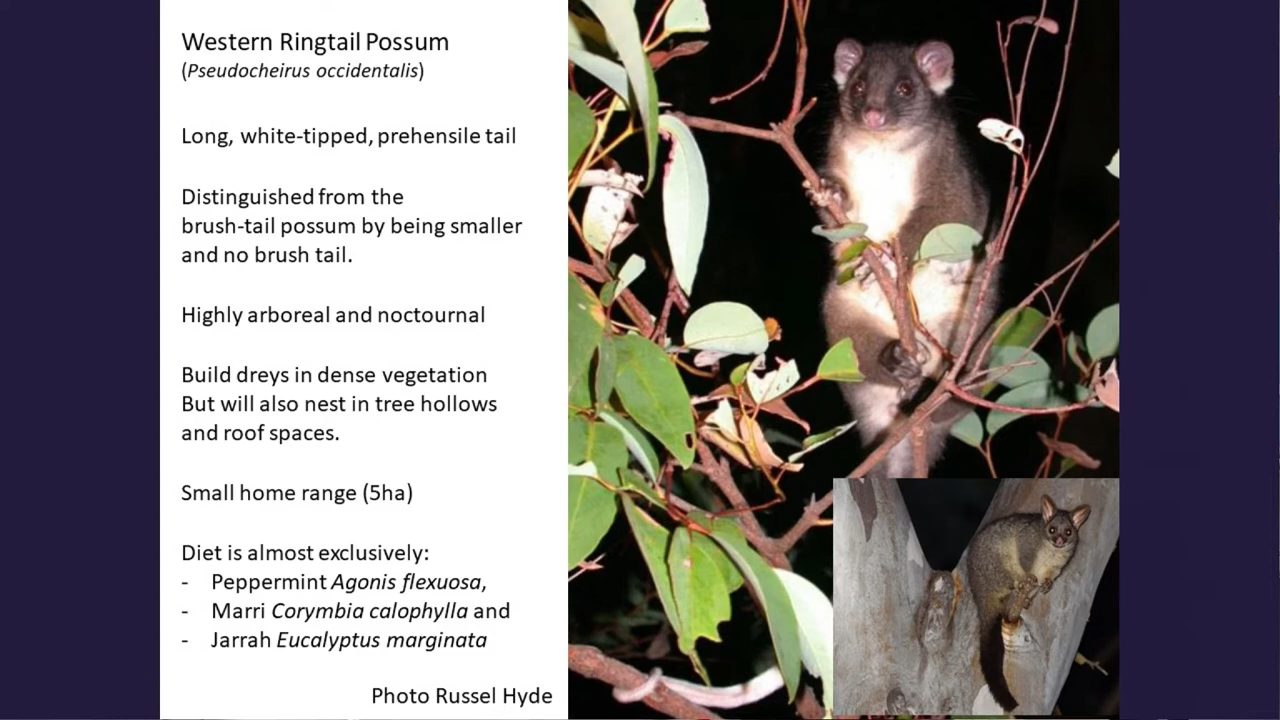 Western Ringtail Possum
(Pseudocheirus occidentalis)
Long, white-tipped, prehensile tail
Distinguished from the
brush-tail possum by being smaller
and no brush tail.
Highly arboreal and noctournal
Build dreys in dense vegetation
But will also nest in tree hollows
and roof spaces.
Small home range (5ha)
Diet is almost exclusively:
- Peppermint Agonis flexuosa,
- Marri Corymbia calophylla and
- Jarrah Eucalyptus marginata
Photo Russel Hyde